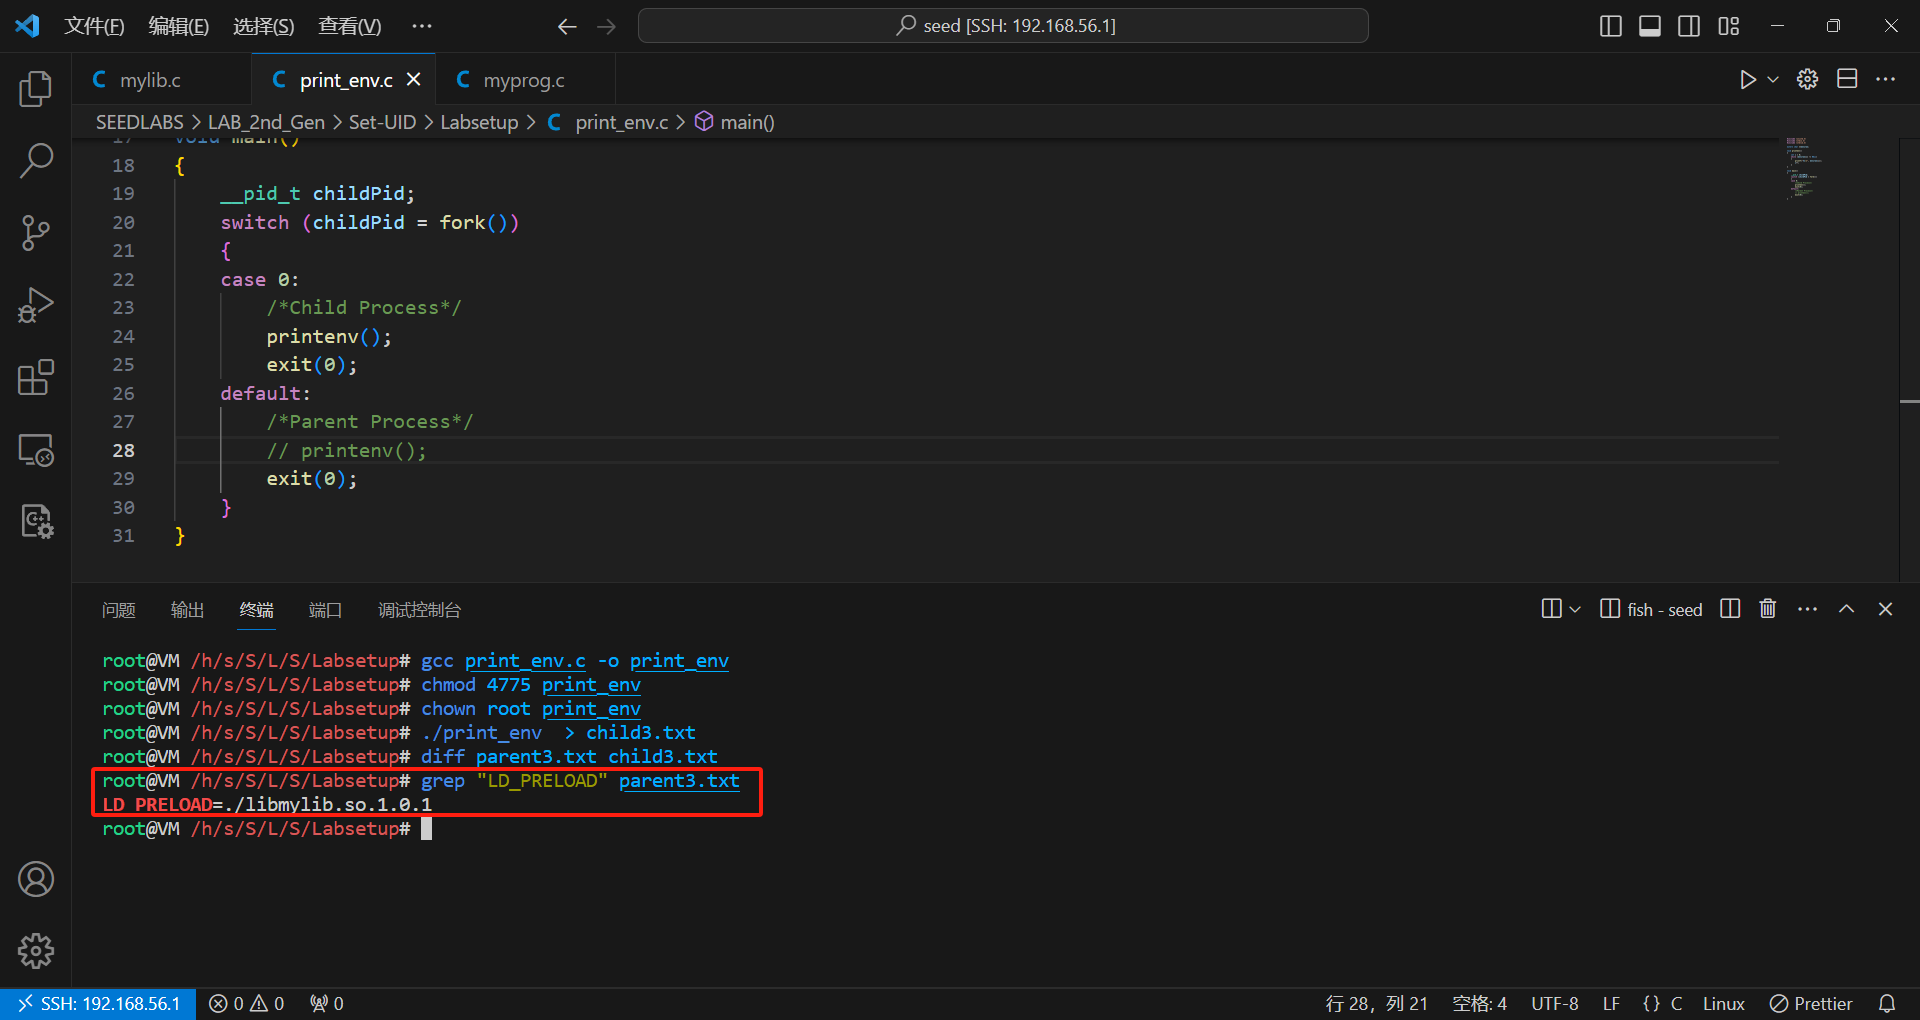 文件(F) 编辑(E) 选择(S) 查看(V) ··· seed [SSH: 192.168.56.1]
mylib.c print_env.c myprog.c
SEEDLABS > LAB_2nd_Gen > Set-UID > Labsetup > C print_env.c > main()
17 void main()
18 {
19 __pid_t childPid;
20 switch (childPid = fork())
21 {
22 case 0:
23 /*Child Process*/
24 printenv();
25 exit(0);
26 default:
27 /*Parent Process*/
28 // printenv();
29 exit(0);
30 }
31 }
问题 输出 终端 端口 调试控制台 fish - seed
root@VM /h/s/S/L/S/Labsetup# gcc print_env.c -o print_env
root@VM /h/s/S/L/S/Labsetup# chmod 4775 print_env
root@VM /h/s/S/L/S/Labsetup# chown root print_env
root@VM /h/s/S/L/S/Labsetup# ./print_env  > child3.txt
root@VM /h/s/S/L/S/Labsetup# diff parent3.txt child3.txt
root@VM /h/s/S/L/S/Labsetup# grep "LD_PRELOAD" parent3.txt
LD_PRELOAD=./libmylib.so.1.0.1
root@VM /h/s/S/L/S/Labsetup#
SSH: 192.168.56.1 0 0 0 行 28，列 21 空格: 4 UTF-8 LF {} C Linux Prettier